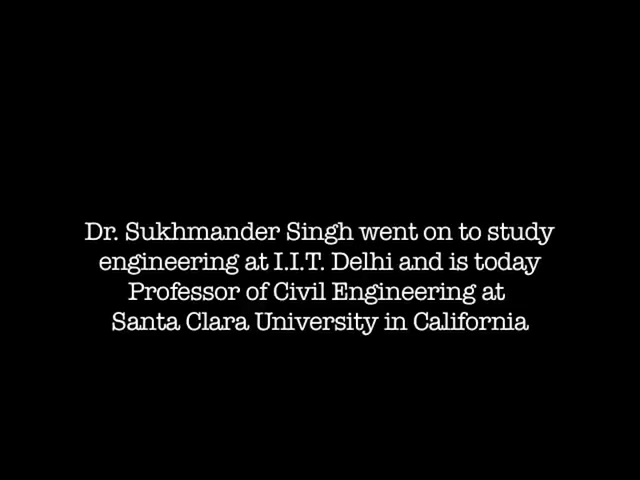 Dr. Sukhmander Singh went on to study
engineering at I.I.T. Delhi and is today
Professor of Civil Engineering at
Santa Clara University in California